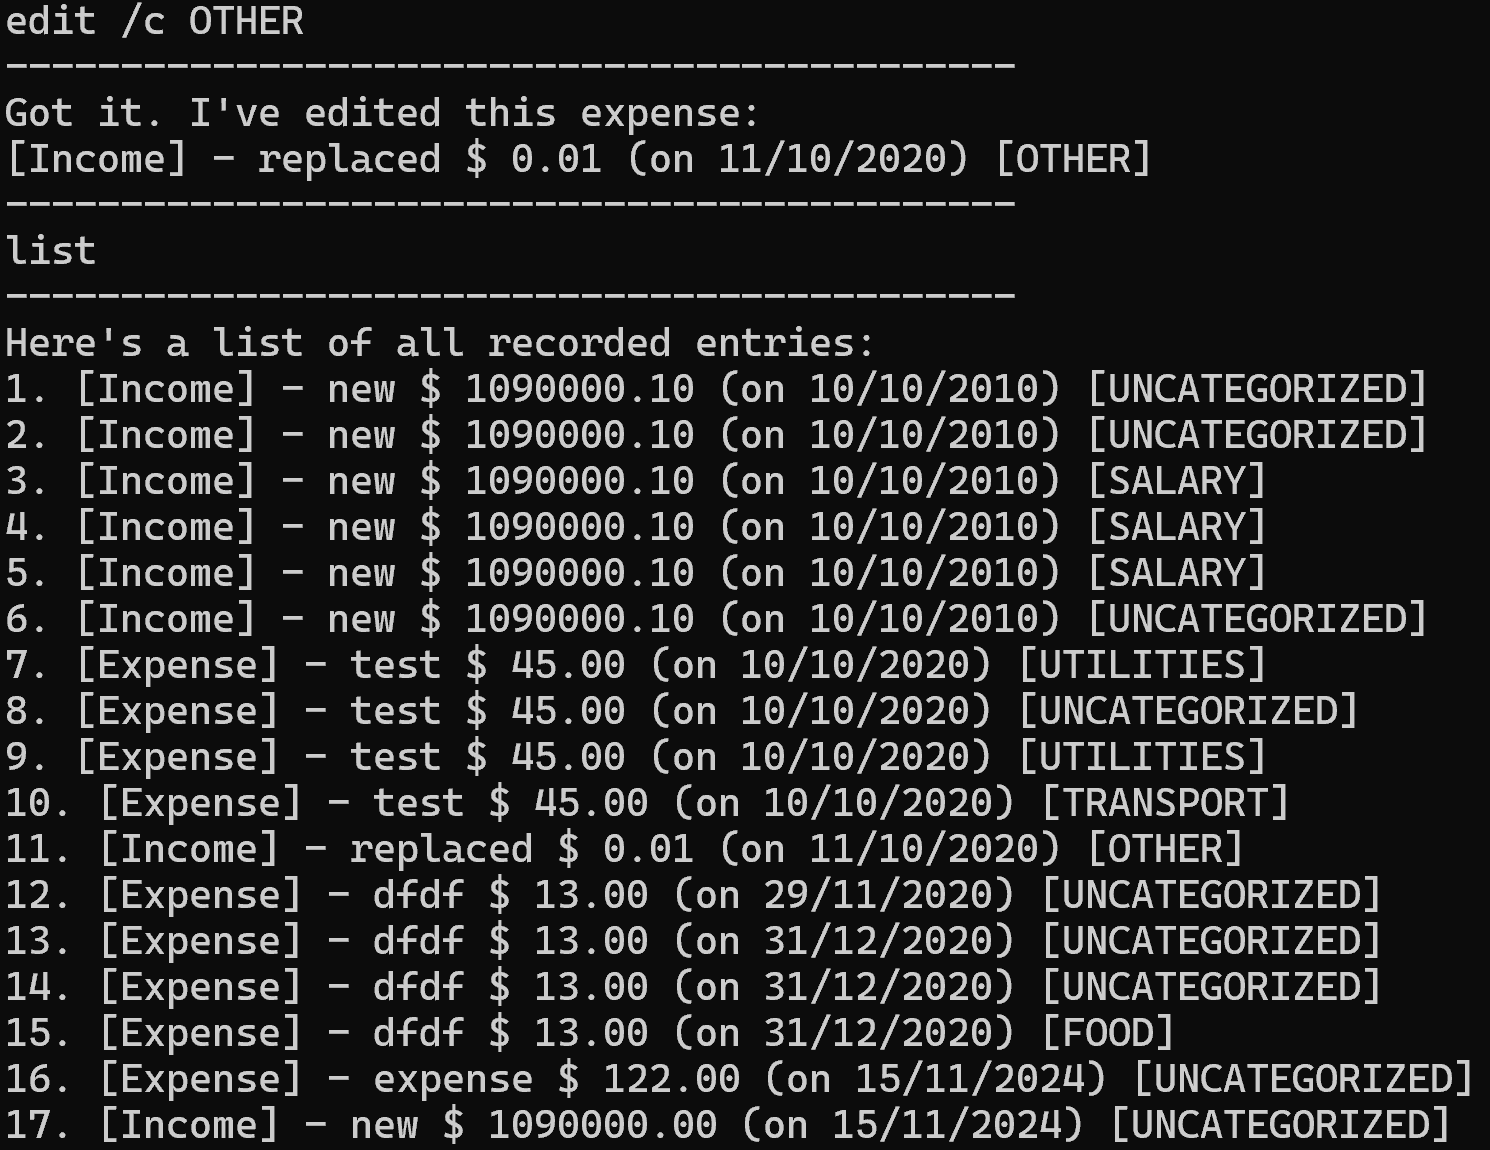 edit /c OTHER
--------------------------------------------
Got it. I've edited this expense:
[Income] - replaced $ 0.01 (on 11/10/2020) [OTHER]
--------------------------------------------
list
--------------------------------------------
Here's a list of all recorded entries:
1. [Income] - new $ 1090000.10 (on 10/10/2010) [UNCATEGORIZED]
2. [Income] - new $ 1090000.10 (on 10/10/2010) [UNCATEGORIZED]
3. [Income] - new $ 1090000.10 (on 10/10/2010) [SALARY]
4. [Income] - new $ 1090000.10 (on 10/10/2010) [SALARY]
5. [Income] - new $ 1090000.10 (on 10/10/2010) [SALARY]
6. [Income] - new $ 1090000.10 (on 10/10/2010) [UNCATEGORIZED]
7. [Expense] - test $ 45.00 (on 10/10/2020) [UTILITIES]
8. [Expense] - test $ 45.00 (on 10/10/2020) [UNCATEGORIZED]
9. [Expense] - test $ 45.00 (on 10/10/2020) [UTILITIES]
10. [Expense] - test $ 45.00 (on 10/10/2020) [TRANSPORT]
11. [Income] - replaced $ 0.01 (on 11/10/2020) [OTHER]
12. [Expense] - dfdf $ 13.00 (on 29/11/2020) [UNCATEGORIZED]
13. [Expense] - dfdf $ 13.00 (on 31/12/2020) [UNCATEGORIZED]
14. [Expense] - dfdf $ 13.00 (on 31/12/2020) [UNCATEGORIZED]
15. [Expense] - dfdf $ 13.00 (on 31/12/2020) [FOOD]
16. [Expense] - expense $ 122.00 (on 15/11/2024) [UNCATEGORIZED]
17. [Income] - new $ 1090000.00 (on 15/11/2024) [UNCATEGORIZED]